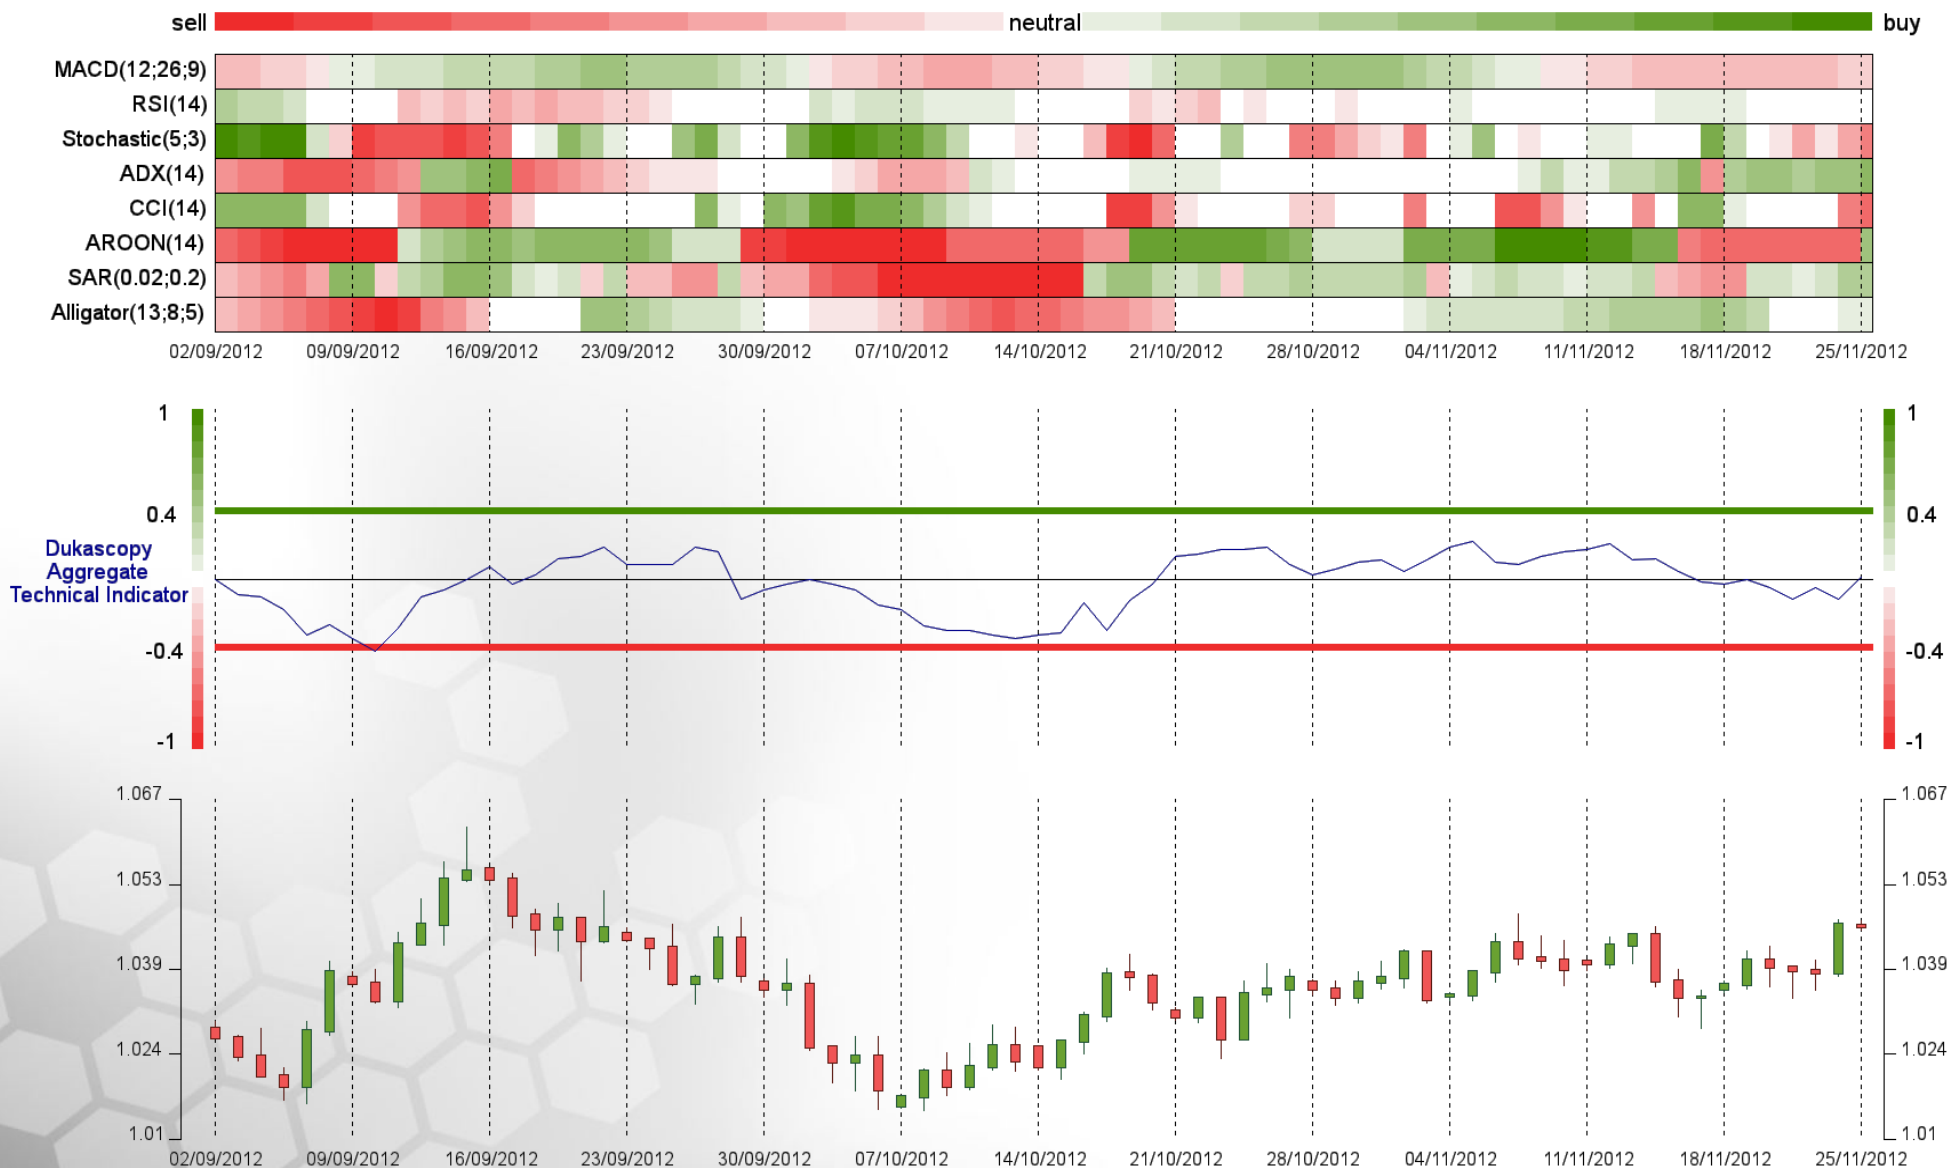 sell neutral buy
MACD(12;26;9)
RSI(14)
Stochastic(5;3)
ADX(14)
CCI(14)
AROON(14)
SAR(0.02;0.2)
Alligator(13;8;5)
02/09/2012 09/09/2012 16/09/2012 23/09/2012 30/09/2012 07/10/2012 14/10/2012 21/10/2012 28/10/2012 04/11/2012 11/11/2012 18/11/2012 25/11/2012
1 1
0.4 0.4
Dukascopy
Aggregate
Technical Indicator
-0.4 -0.4
-1 -1
1.067 1.067
1.053 1.053
1.039 1.039
1.024 1.024
1.01 1.01
02/09/2012 09/09/2012 16/09/2012 23/09/2012 30/09/2012 07/10/2012 14/10/2012 21/10/2012 28/10/2012 04/11/2012 11/11/2012 18/11/2012 25/11/2012